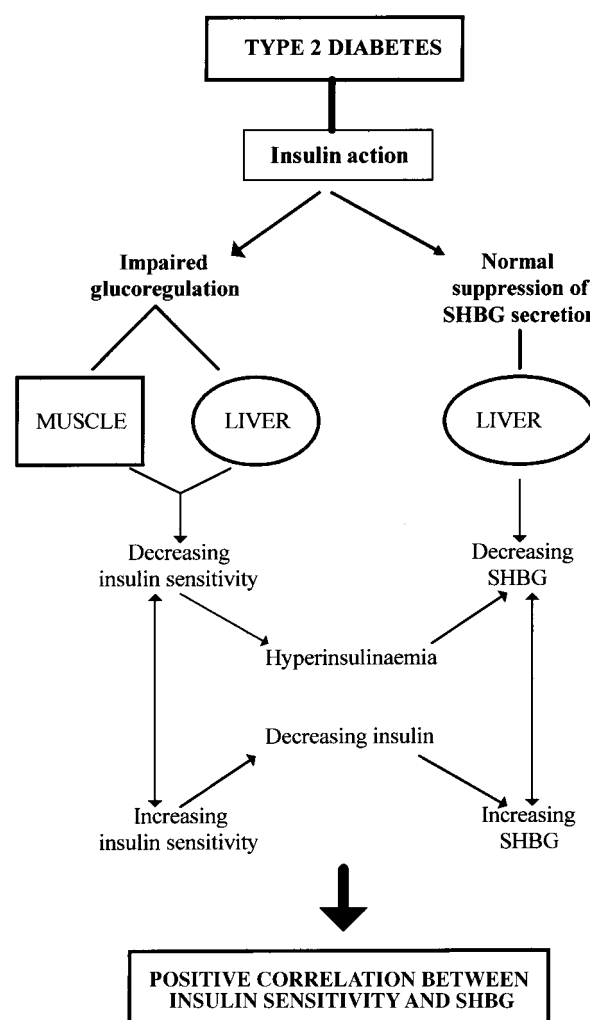 TYPE 2 DIABETES
Insulin action
Impaired
glucoregulation
Normal
suppression of
SHBG secretion
MUSCLE
LIVER
LIVER
Decreasing
insulin sensitivity
Decreasing
SHBG
Hyperinsulinaemia
Decreasing insulin
Increasing
insulin sensitivity
Increasing
SHBG
POSITIVE CORRELATION BETWEEN
INSULIN SENSITIVITY AND SHBG